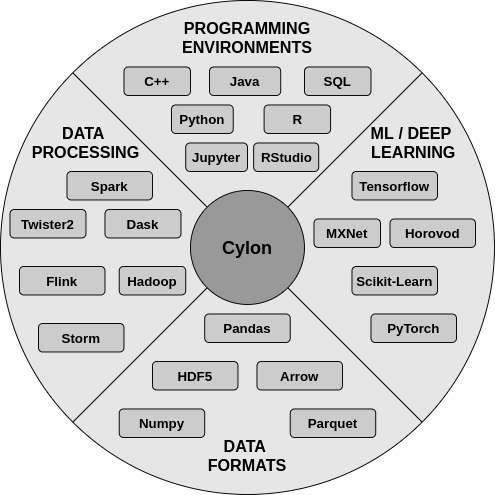 PROGRAMMING
ENVIRONMENTS
C++
Java
SQL
Python
R
Jupyter
RStudio
DATA
PROCESSING
Spark
Twister2
Dask
Flink
Hadoop
Storm
Cylon
ML / DEEP
LEARNING
Tensorflow
MXNet
Horovod
Scikit-Learn
PyTorch
Pandas
HDF5
Arrow
Numpy
Parquet
DATA
FORMATS